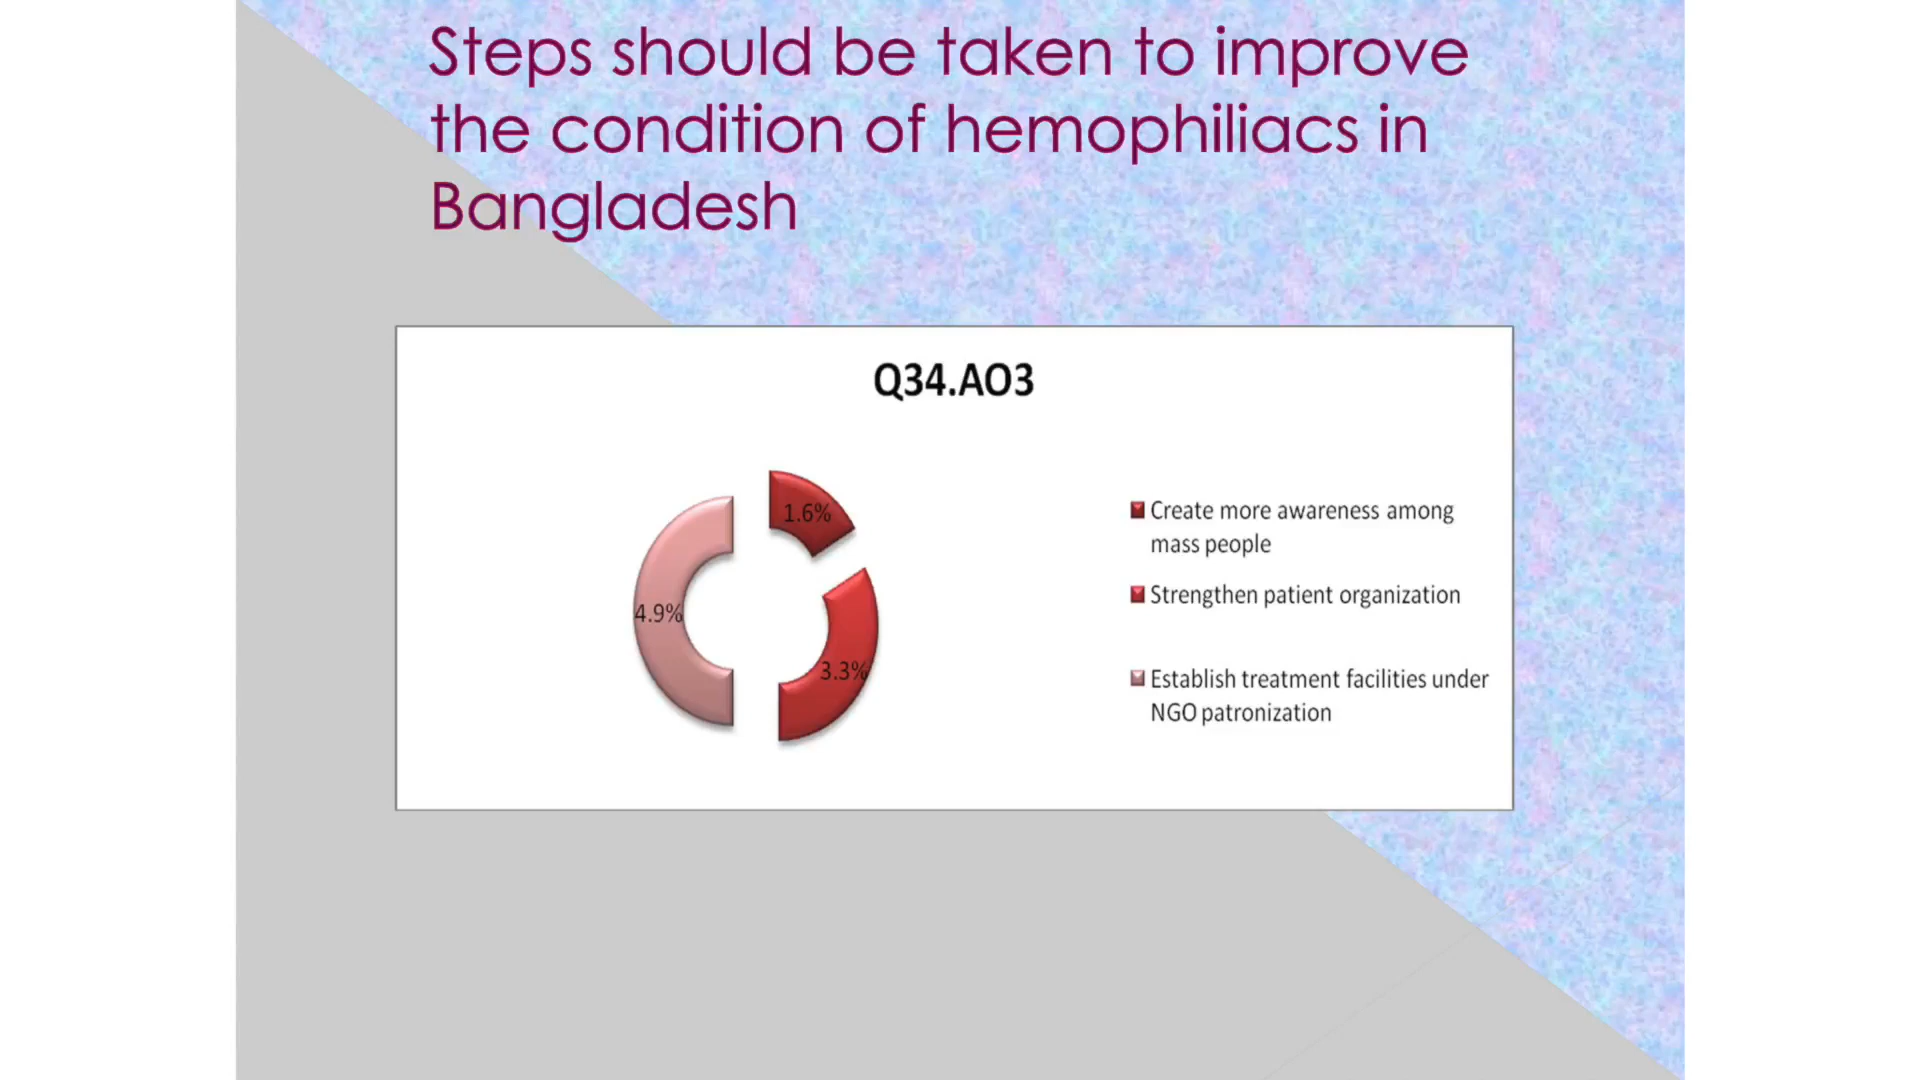 Steps should be taken to improve
the condition of hemophiliacs in
Bangladesh
Q34.AO3
1.6%
4.9%
3.3%
Create more awareness among
mass people
Strengthen patient organization
Establish treatment facilities under
NGO patronization